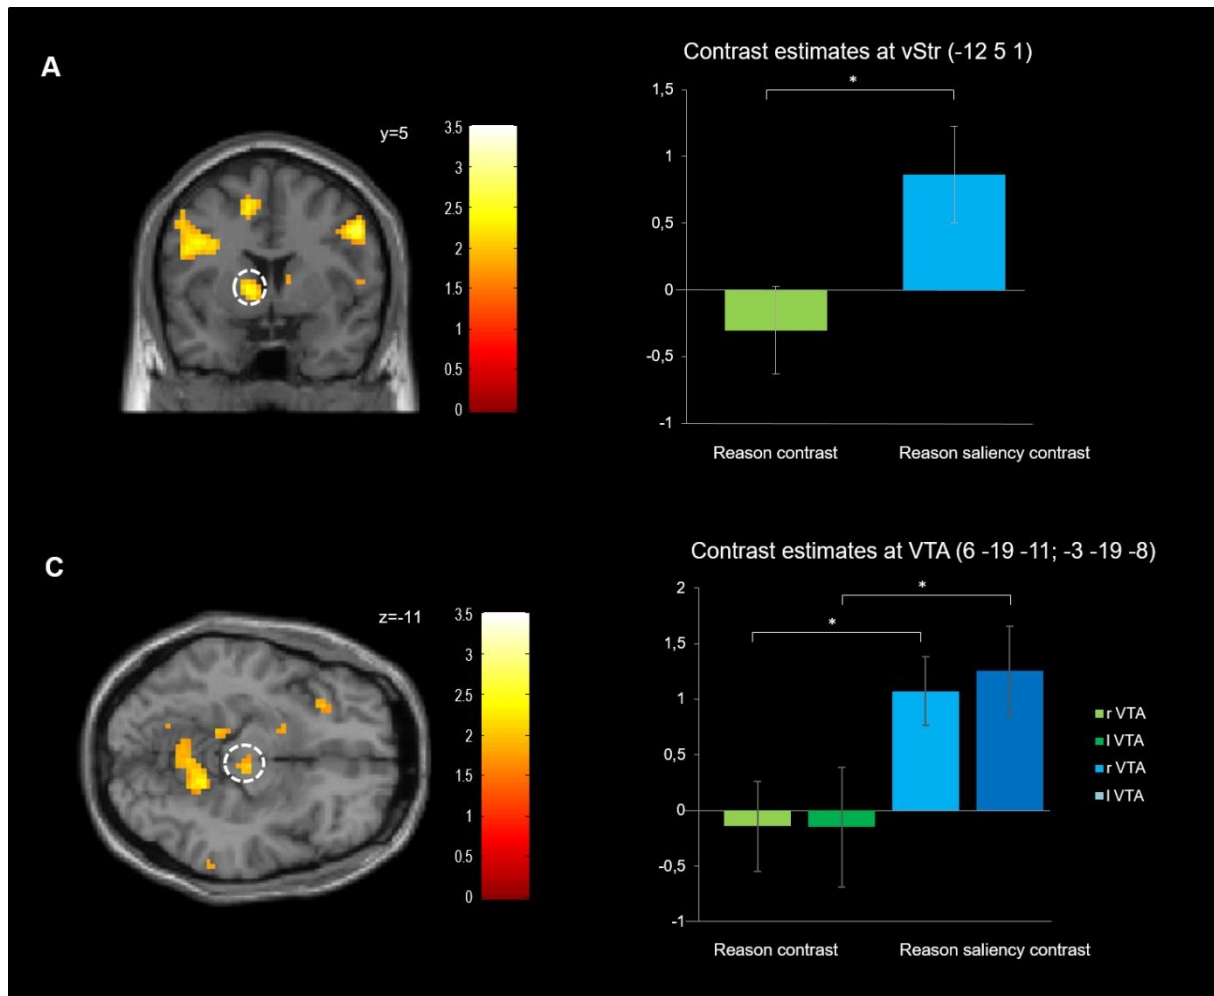 A
y=5
3.5
3
2.5
2
1.5
1
0.5
0
Contrast estimates at vStr (-12 5 1)
1,5
*
1
0,5
0
-0,5
-1
Reason contrast
Reason saliency contrast
C
z=-11
3.5
3
2.5
2
1.5
1
0.5
0
Contrast estimates at VTA (6 -19 -11; -3 -19 -8)
2
*
1,5
*
1
0,5
0
-0,5
-1
Reason contrast
Reason saliency contrast
r VTA
l VTA
r VTA
l VTA